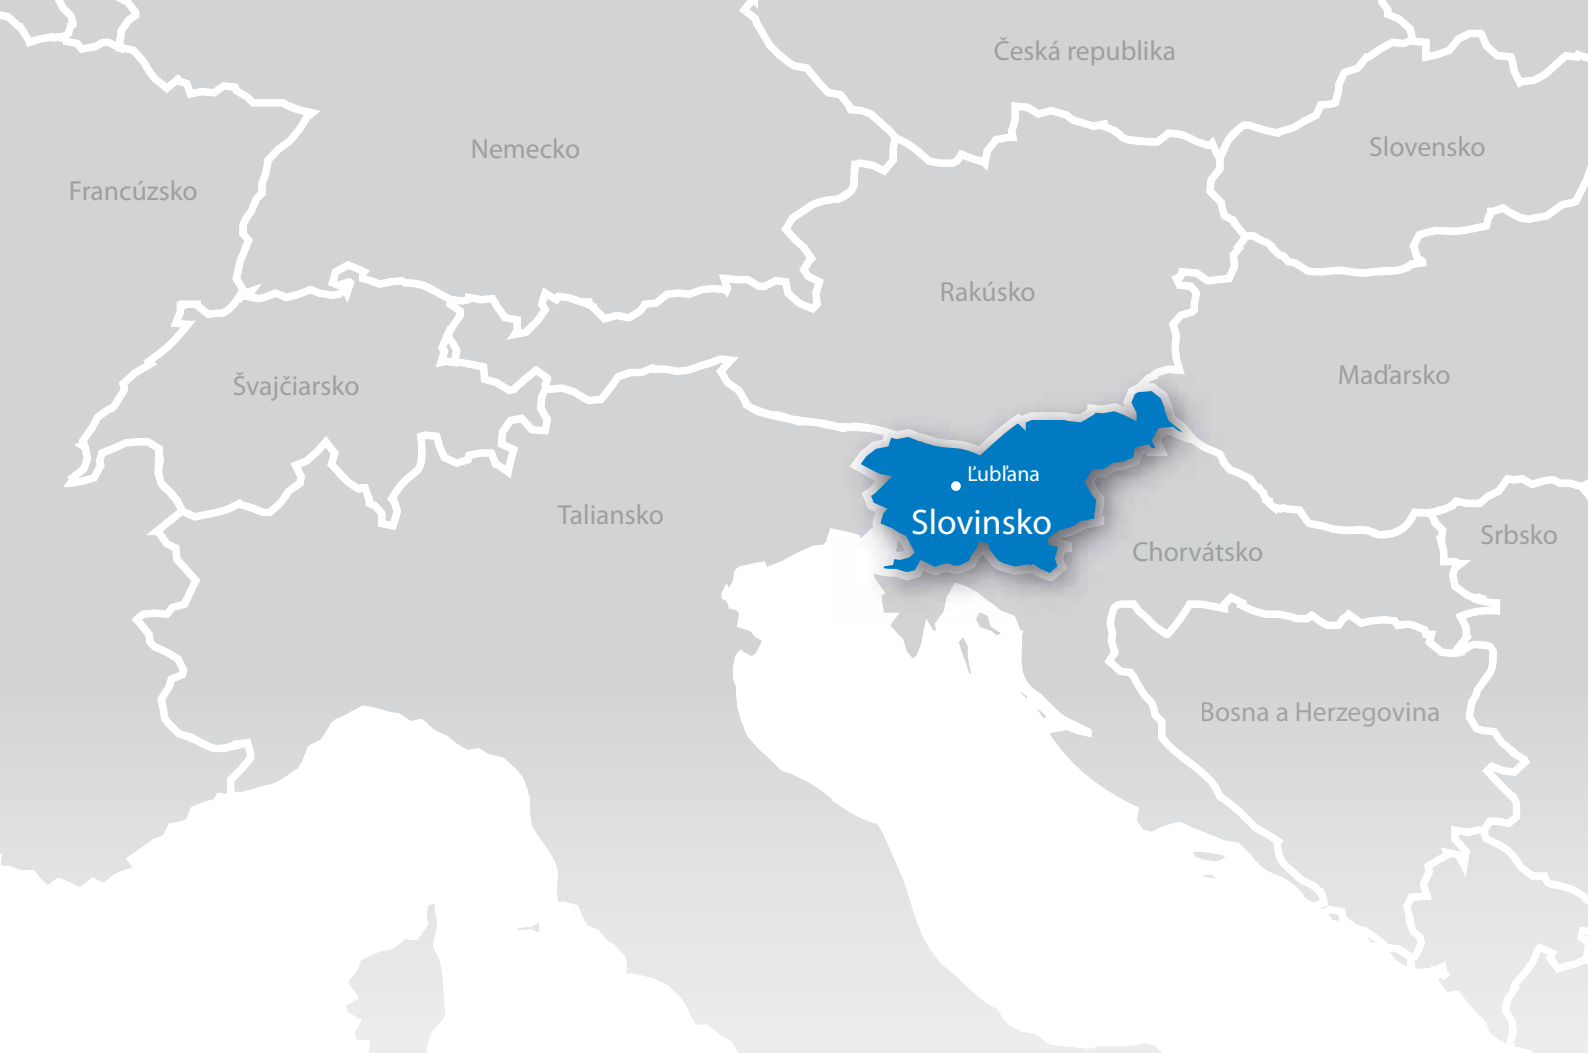 Česká republika
Nemecko
Slovensko
Francúzsko
Rakúsko
Švajčiarsko
Maďarsko
Ľubľana
Taliansko
Slovinsko
Srbsko
Chorvátsko
Bosna a Herzegovina